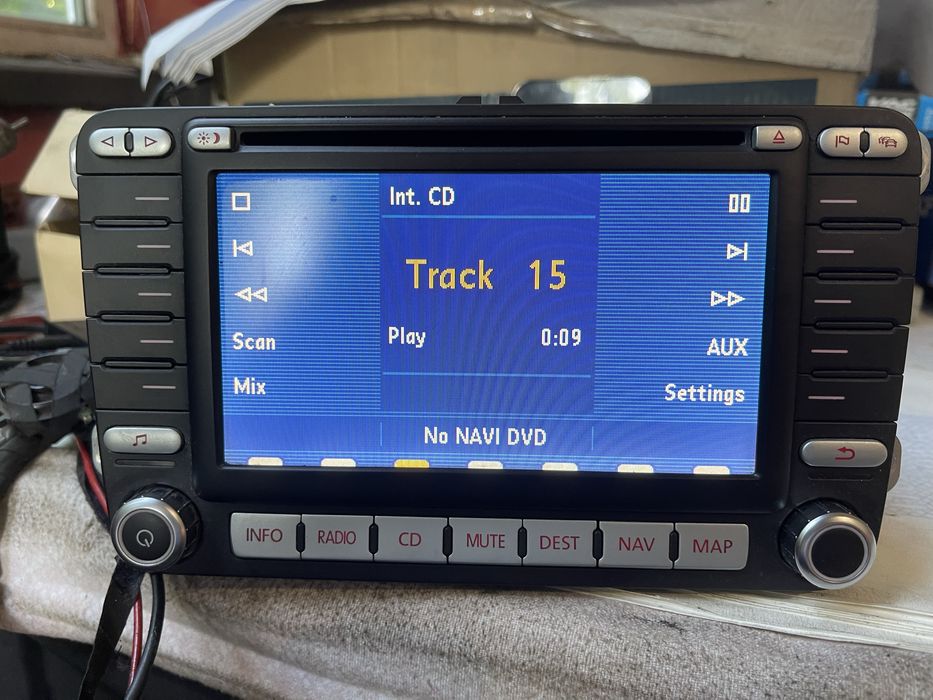 Int. CD
Track 15
Play 0:09
Scan
AUX
Mix
Settings
No NAVI DVD
INFO RADIO CD MUTE DEST NAV MAP